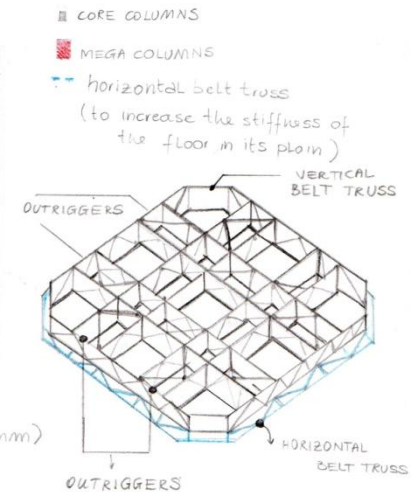 CORE COLUMNS
MEGA COLUMNS
horizontal belt truss
(to increase the stiffness of
the floor in its plain)
VERTICAL
BELT TRUSS
OUTRIGGERS
mm)
HORIZONTAL
BELT TRUSS
OUTRIGGERS